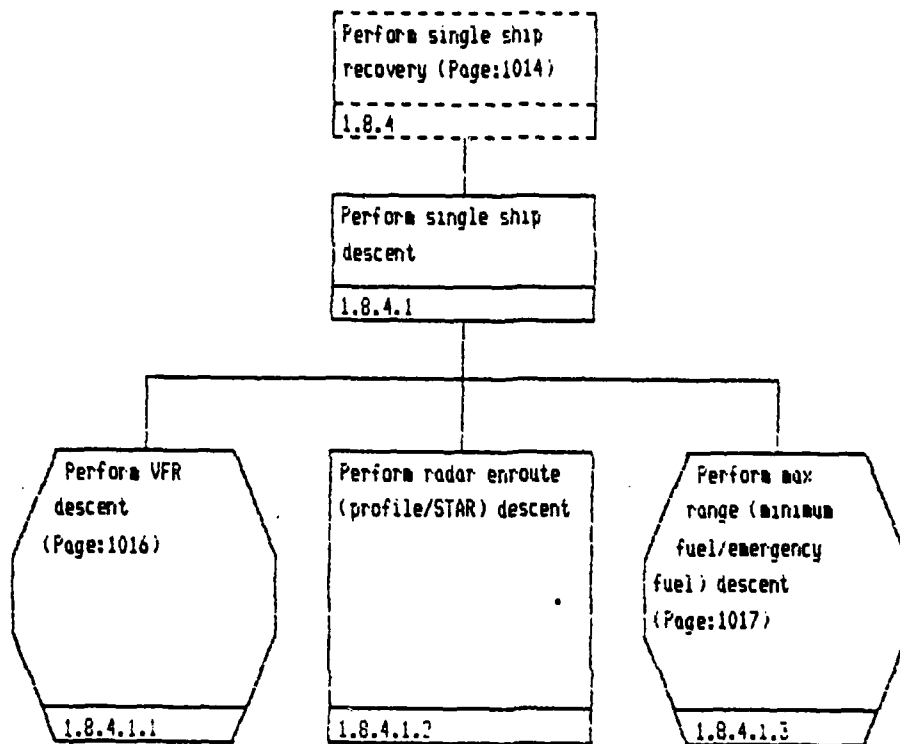 Perform single ship
recovery (Page:1014)
1.8.4
Perform single ship
descent
1.8.4.1
Perform VFR
descent
(Page:1016)
1.8.4.1.1
Perform radar enroute
(profile/STAR) descent
1.8.4.1.2
Perform max
range (minimum
fuel/emergency
fuel) descent
(Page:1017)
1.8.4.1.3